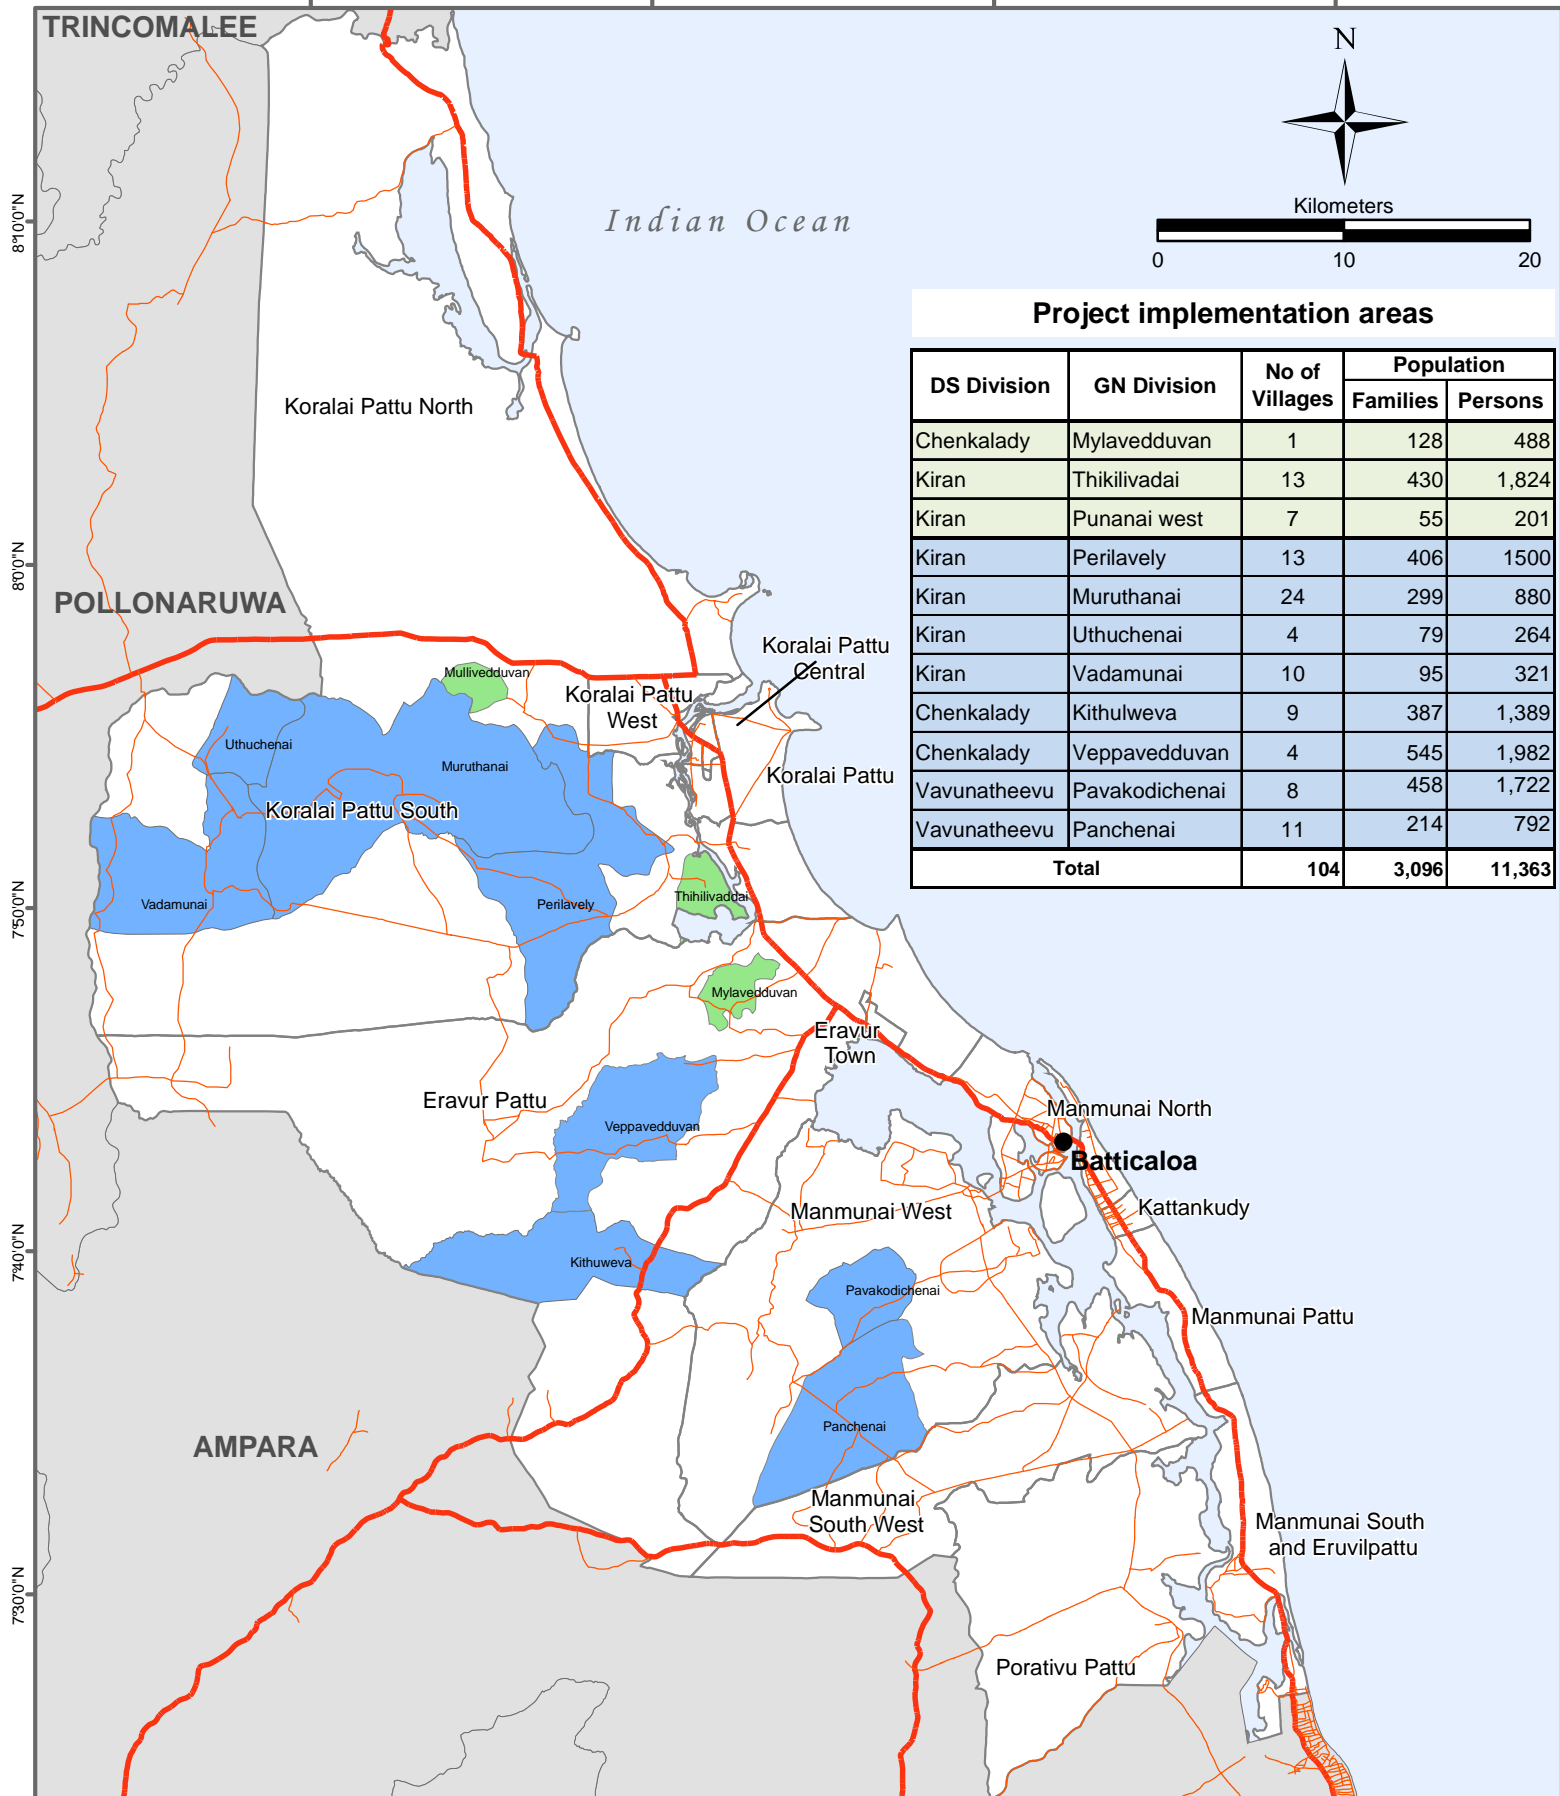 TRINCOMALEE
N
Indian Ocean
Kilometers
0 10 20
8°10'0"N
Project implementation areas
DS Division GN Division No of Villages Population
Families Persons
Chenkalady Mylavedduvan 1 128 488
Kiran Thikilivadai 13 430 1,824
Kiran Punanai west 7 55 201
Kiran Perilavely 13 406 1500
Kiran Muruthanai 24 299 880
Kiran Uthuchenai 4 79 264
Kiran Vadamunai 10 95 321
Chenkalady Kithulweva 9 387 1,389
Chenkalady Veppavedduvan 4 545 1,982
Vavunatheevu Pavakodichenai 8 458 1,722
Vavunatheevu Panchenai 11 214 792
Total 104 3,096 11,363
Koralai Pattu North
8°0'0"N
POLLONARUWA
Koralai Pattu
Central
Mullivedduvan
Koralai Pattu
West
Uthuchenai
Muruthanai
Koralai Pattu
Koralai Pattu South
Vadamunai
Perilavely
Thihilivaddai
7°50'0"N
Mylavedduvan
Eravur
Town
Eravur Pattu
Veppavedduvan
Manmunai North
Batticaloa
Manmunai West
Kattankudy
7°40'0"N
Kithuweva
Pavakodichenai
Manmunai Pattu
Panchenai
AMPARA
Manmunai
South West
Manmunai South
and Eruvilpattu
7°30'0"N
Porativu Pattu